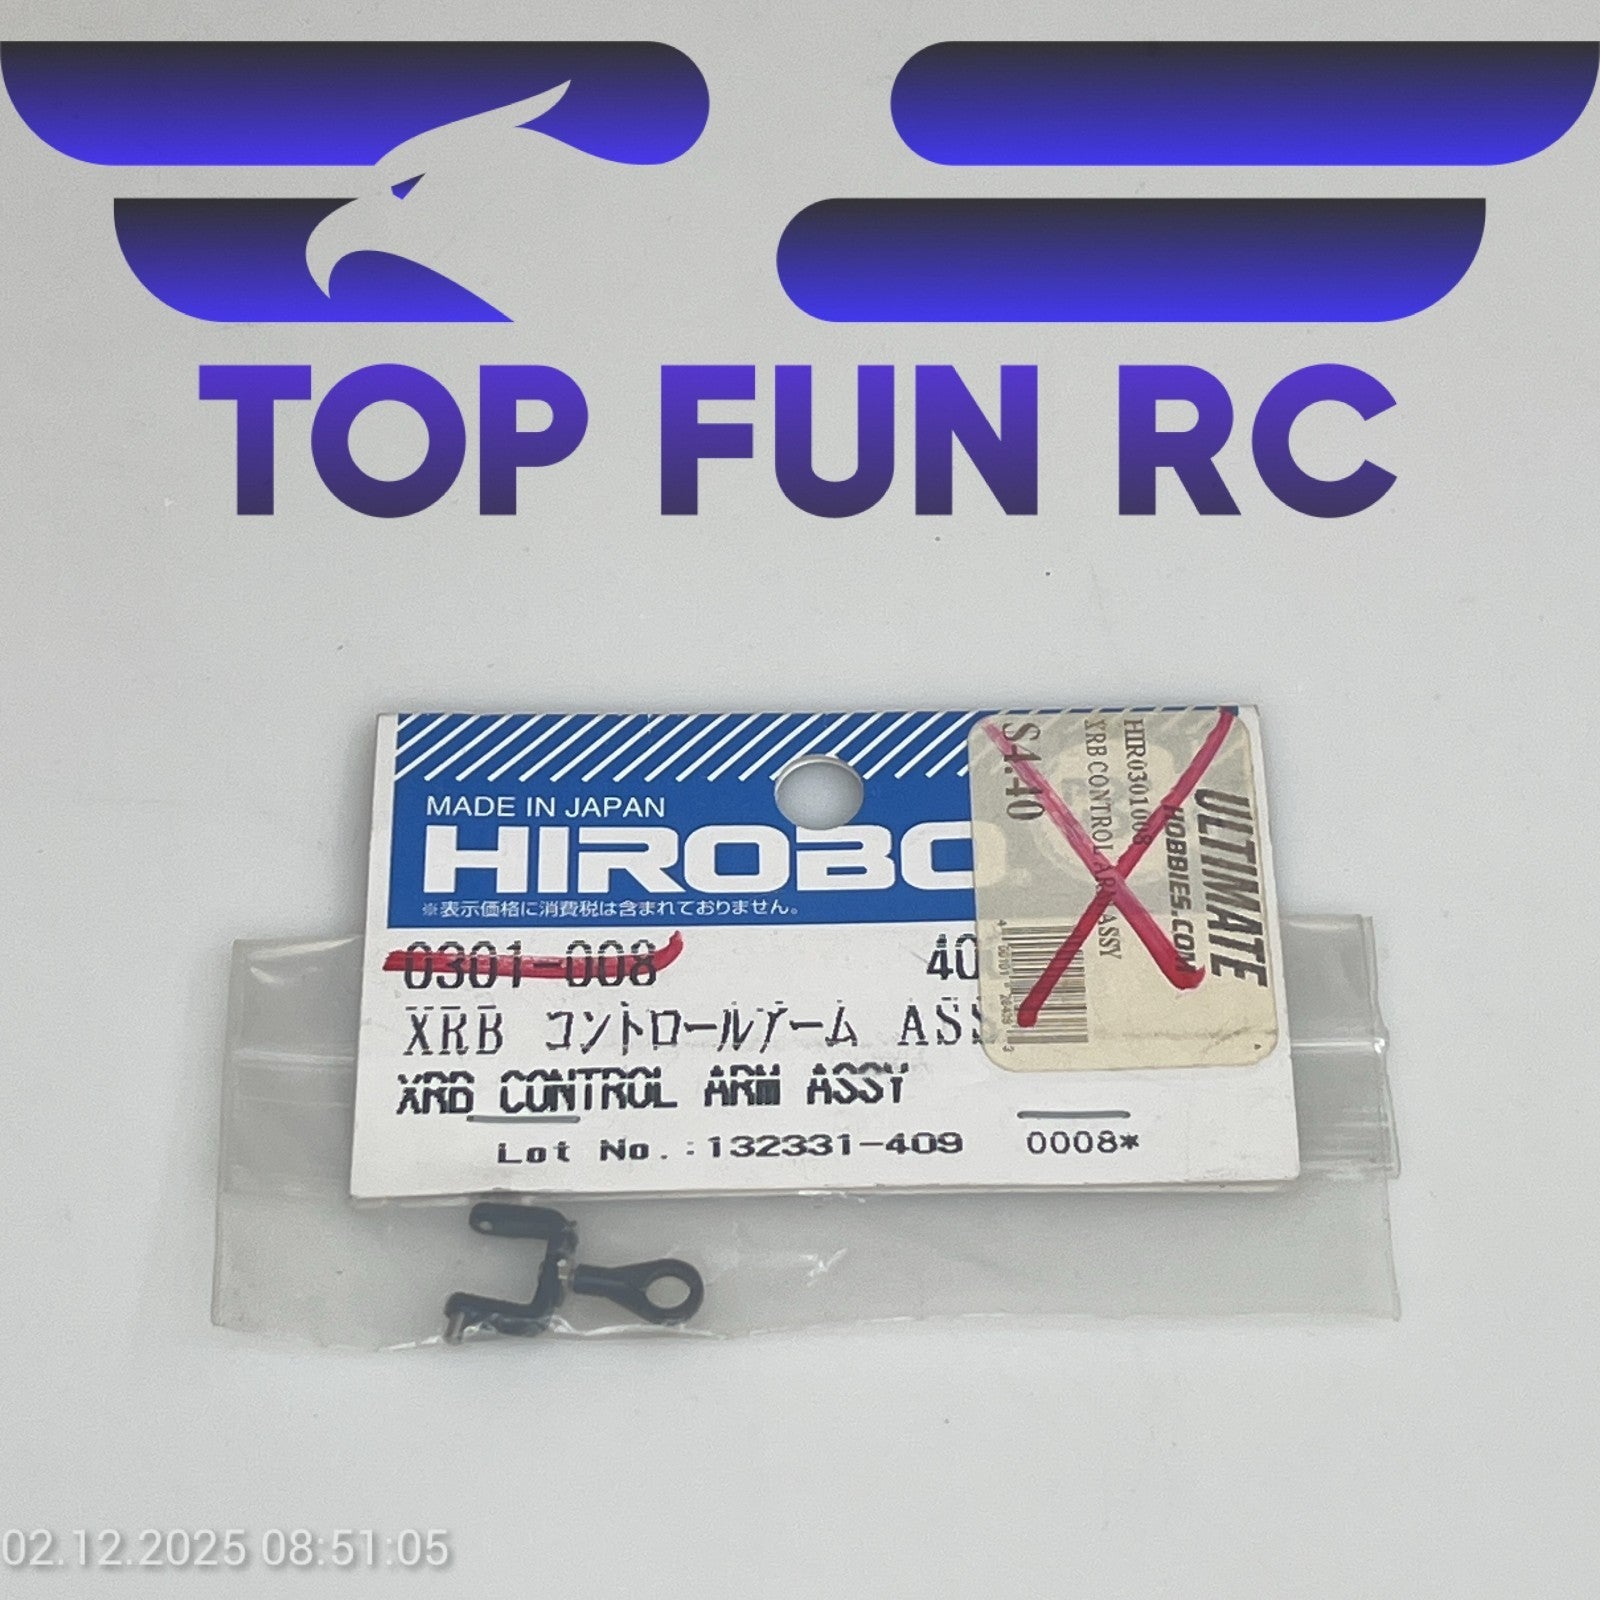 TOP FUN RC
MADE IN JAPAN
HIROBO
※表示価格に消費税は含まれておりません。
0301-008
40
XRB コントロールアーム ASS
XRB CONTROL ARM ASSY
Lot No.:132331-409
0008*
ULTIMATE
HOBBIES.COM
HIR0301008
XRB CONTROL ARM ASSY
$4.40
02.12.2025 08:51:05